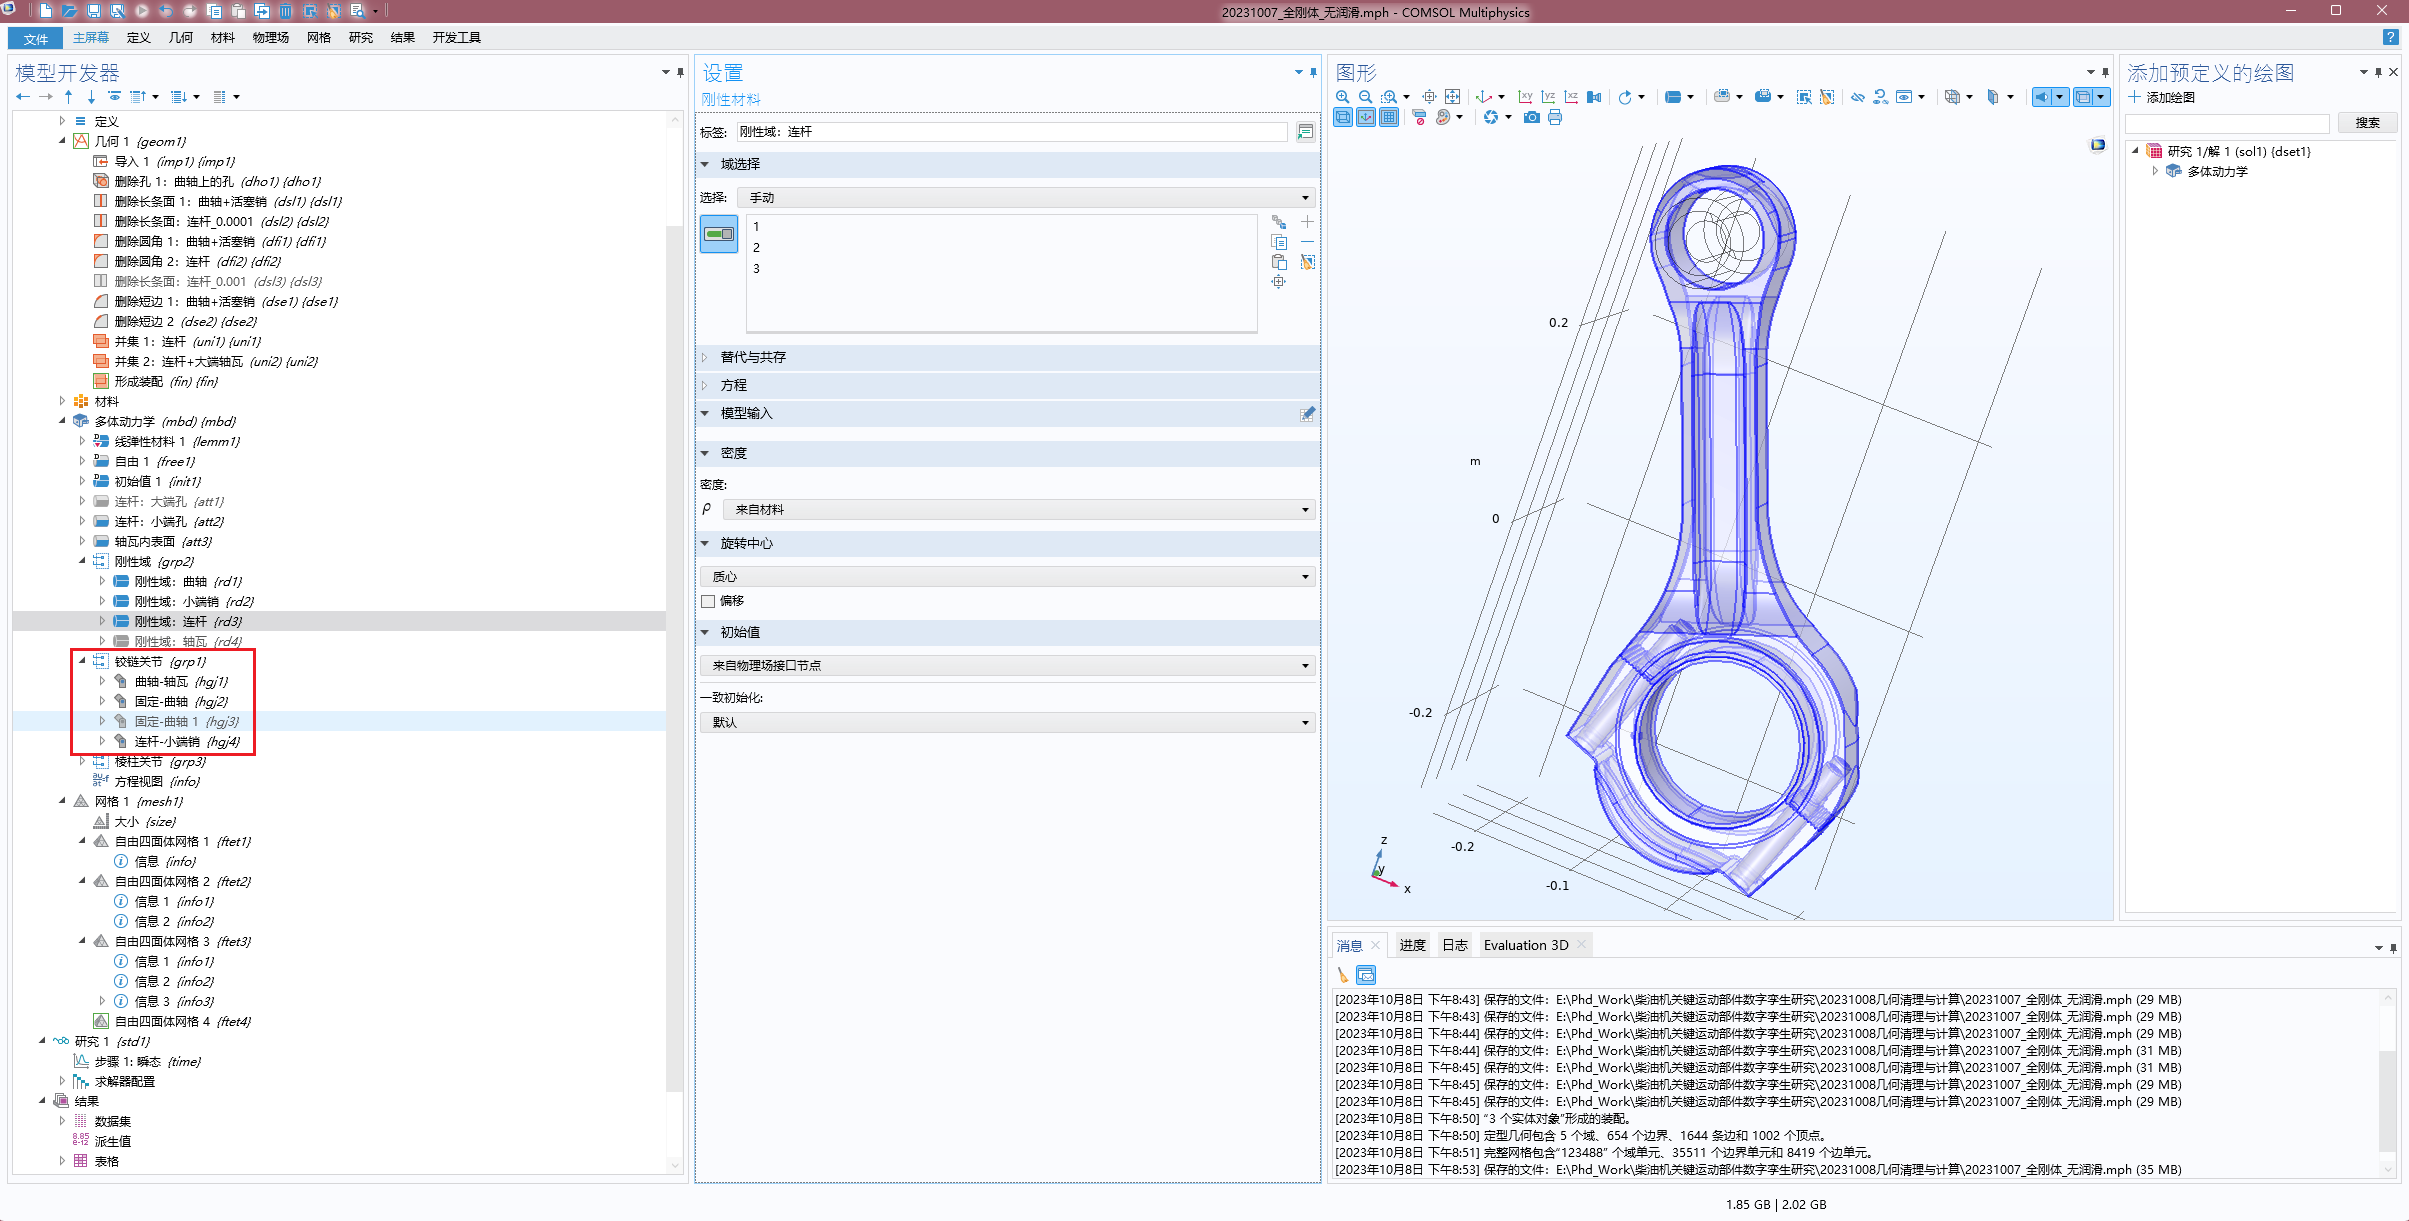 20231007_全刚体_无润滑.mph - COMSOL Multiphysics
文件 主屏幕 定义 几何 材料 物理场 网格 研究 结果 开发工具
模型开发器
定义
几何 1 {geom1}
导入 1 (imp1) {imp1}
删除孔 1：曲轴上的孔 (dho1) {dho1}
删除长条面 1：曲轴+活塞销 (dsl1) {dsl1}
删除长条面：连杆_0.0001 (dsl2) {dsl2}
删除圆角 1：曲轴+活塞销 (dfi1) {dfi1}
删除圆角 2：连杆 (dfi2) {dfi2}
删除长条面：连杆_0.001 (dsl3) {dsl3}
删除短边 1：曲轴+活塞销 (dse1) {dse1}
删除短边 2 (dse2) {dse2}
并集 1：连杆 (uni1) {uni1}
并集 2：连杆+大端轴瓦 (uni2) {uni2}
形成装配 (fin) {fin}
材料
多体动力学 (mbd) {mbd}
线弹性材料 1 {lemm1}
自由 1 {free1}
初始值 1 {init1}
连杆：大端孔 {att1}
连杆：小端孔 {att2}
轴瓦内表面 {att3}
刚性域 {grp2}
刚性域：曲轴 {rd1}
刚性域：小端销 {rd2}
刚性域：连杆 {rd3}
刚性域：轴瓦 {rd4}
铰链关节 {grp1}
曲轴-轴瓦 {hgj1}
固定-曲轴 {hgj2}
固定-曲轴 1 {hgj3}
连杆-小端销 {hgj4}
棱柱关节 {grp3}
方程视图 {info}
网格 1 {mesh1}
大小 {size}
自由四面体网格 1 {ftet1}
信息 {info}
自由四面体网格 2 {ftet2}
信息 1 {info1}
信息 2 {info2}
自由四面体网格 3 {ftet3}
信息 1 {info1}
信息 2 {info2}
信息 3 {info3}
自由四面体网格 4 {ftet4}
研究 1 {std1}
步骤 1: 瞬态 {time}
求解器配置
结果
数据集
8.85
e-12
派生值
表格
设置
刚性材料
标签: 刚性域：连杆
域选择
选择: 手动
1
2
3
替代与共存
方程
模型输入
密度
密度:
ρ 来自材料
旋转中心
质心
偏移
初始值
来自物理场接口节点
一致初始化:
默认
图形
xy yz xz
0.2
m
0
-0.2
-0.2
-0.1
z
y
x
添加预定义的绘图
添加绘图
搜索
研究 1/解 1 (sol1) {dset1}
多体动力学
消息 进度 日志 Evaluation 3D
[2023年10月8日 下午8:43] 保存的文件：E:\Phd_Work\柴油机关键运动部件数字孪生研究\20231008几何清理与计算\20231007_全刚体_无润滑.mph (29 MB)
[2023年10月8日 下午8:43] 保存的文件：E:\Phd_Work\柴油机关键运动部件数字孪生研究\20231008几何清理与计算\20231007_全刚体_无润滑.mph (29 MB)
[2023年10月8日 下午8:44] 保存的文件：E:\Phd_Work\柴油机关键运动部件数字孪生研究\20231008几何清理与计算\20231007_全刚体_无润滑.mph (29 MB)
[2023年10月8日 下午8:44] 保存的文件：E:\Phd_Work\柴油机关键运动部件数字孪生研究\20231008几何清理与计算\20231007_全刚体_无润滑.mph (31 MB)
[2023年10月8日 下午8:45] 保存的文件：E:\Phd_Work\柴油机关键运动部件数字孪生研究\20231008几何清理与计算\20231007_全刚体_无润滑.mph (31 MB)
[2023年10月8日 下午8:45] 保存的文件：E:\Phd_Work\柴油机关键运动部件数字孪生研究\20231008几何清理与计算\20231007_全刚体_无润滑.mph (29 MB)
[2023年10月8日 下午8:45] 保存的文件：E:\Phd_Work\柴油机关键运动部件数字孪生研究\20231008几何清理与计算\20231007_全刚体_无润滑.mph (29 MB)
[2023年10月8日 下午8:50] “3 个实体对象”形成的装配。
[2023年10月8日 下午8:50] 定型几何包含 5 个域、654 个边界、1644 条边和 1002 个顶点。
[2023年10月8日 下午8:51] 完整网格包含“123488” 个域单元、35511 个边界单元和 8419 个边单元。
[2023年10月8日 下午8:53] 保存的文件：E:\Phd_Work\柴油机关键运动部件数字孪生研究\20231008几何清理与计算\20231007_全刚体_无润滑.mph (35 MB)
1.85 GB | 2.02 GB